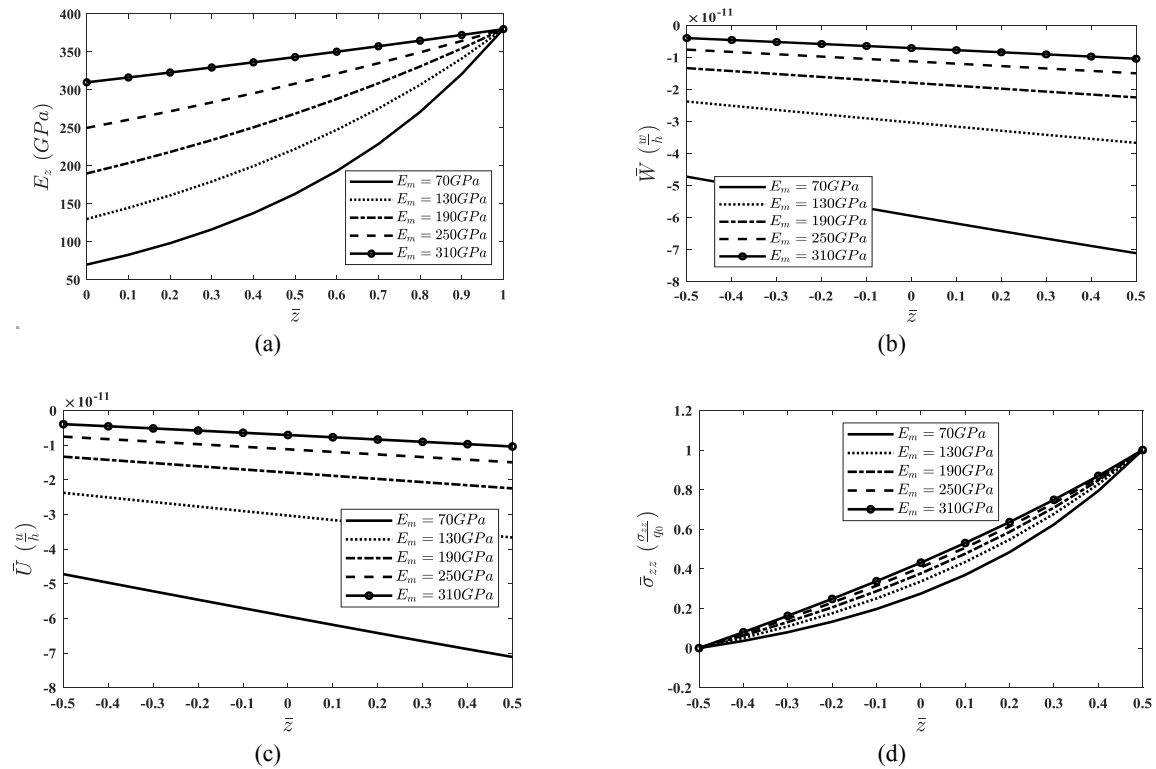 400
350
300
250
200
150
100
50
E_z (GPa)
E_m = 70GPa
E_m = 130GPa
E_m = 190GPa
E_m = 250GPa
E_m = 310GPa
0 0.1 0.2 0.3 0.4 0.5 0.6 0.7 0.8 0.9 1
z̄
(a)
×10⁻¹¹
0
-1
-2
-3
-4
-5
-6
-7
-8
W̄ (w/h)
E_m = 70GPa
E_m = 130GPa
E_m = 190GPa
E_m = 250GPa
E_m = 310GPa
-0.5 -0.4 -0.3 -0.2 -0.1 0 0.1 0.2 0.3 0.4 0.5
z̄
(b)
×10⁻¹¹
0
-1
-2
-3
-4
-5
-6
-7
-8
Ū (u/h)
E_m = 70GPa
E_m = 130GPa
E_m = 190GPa
E_m = 250GPa
E_m = 310GPa
-0.5 -0.4 -0.3 -0.2 -0.1 0 0.1 0.2 0.3 0.4 0.5
z̄
(c)
1.2
1
0.8
0.6
0.4
0.2
0
-0.2
σ̄_zz (σ_zz/q_0)
E_m = 70GPa
E_m = 130GPa
E_m = 190GPa
E_m = 250GPa
E_m = 310GPa
-0.5 -0.4 -0.3 -0.2 -0.1 0 0.1 0.2 0.3 0.4 0.5
z̄
(d)